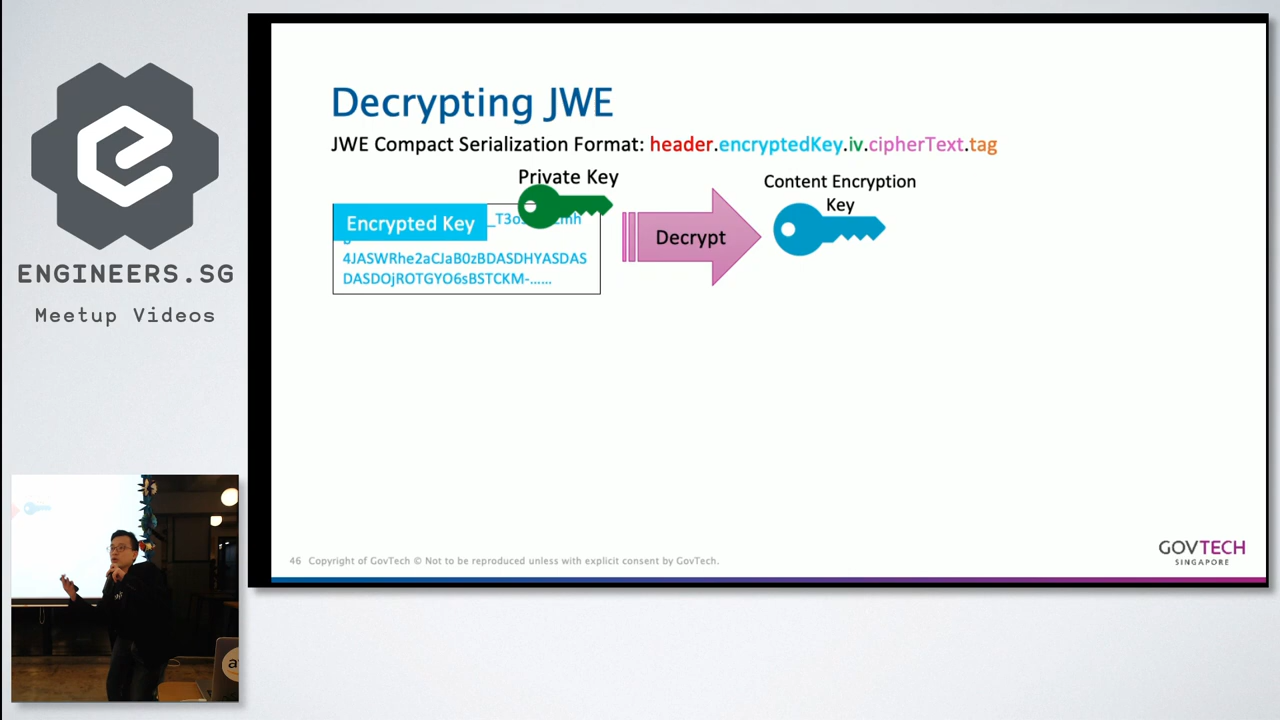 ENGINEERS.SG
Meetup Videos
Decrypting JWE
JWE Compact Serialization Format: header.encryptedKey.iv.cipherText.tag
Private Key
Encrypted Key
4JASWRhe2aCJaB0zBDASDHYASDAS
DASDOjROTGYO6sBSTCKM-......
Decrypt
Content Encryption
Key
46 Copyright of GovTech © Not to be reproduced unless with explicit consent by GovTech.
GOVTECH
SINGAPORE